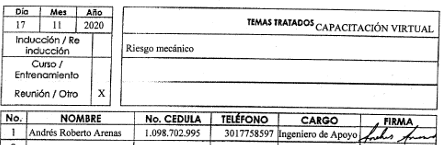 Día Mes Año
17 11 2020
Inducción / Re inducción
Curso / Entrenamiento
Reunión / Otro X
TEMAS TRATADOS CAPACITACIÓN VIRTUAL
Riesgo mecánico
No. NOMBRE No. CEDULA TELÉFONO CARGO FIRMA
1 Andrés Roberto Arenas 1.098.702.995 3017758597 Ingeniero de Apoyo